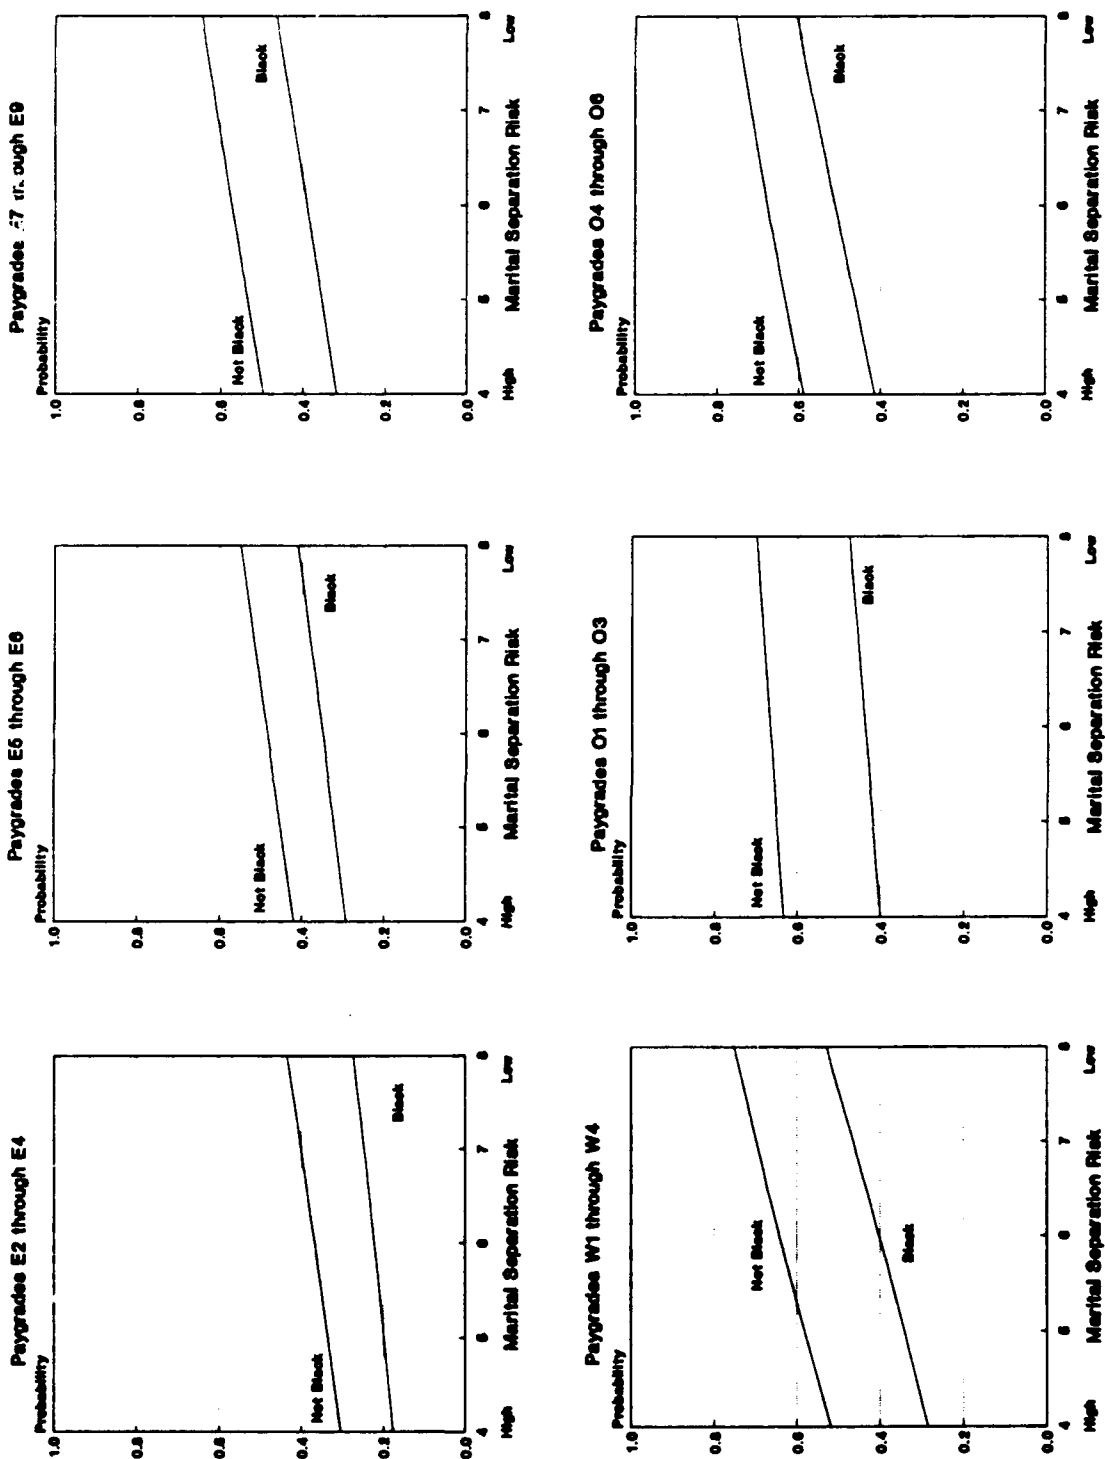 Paygrades E2 through E4
Probability
1.0
0.8
0.6
0.4
0.2
0.0
Not Black
Black
4 5 6 7 8
High Marital Separation Risk Low
Paygrades E5 through E6
Probability
1.0
0.8
0.6
0.4
0.2
0.0
Not Black
Black
4 5 6 7 8
High Marital Separation Risk Low
Paygrades E7 through E9
Probability
1.0
0.8
0.6
0.4
0.2
0.0
Not Black
Black
4 5 6 7 8
High Marital Separation Risk Low
Paygrades W1 through W4
Probability
1.0
0.8
0.6
0.4
0.2
0.0
Not Black
Black
4 5 6 7 8
High Marital Separation Risk Low
Paygrades O1 through O3
Probability
1.0
0.8
0.6
0.4
0.2
0.0
Not Black
Black
4 5 6 7 8
High Marital Separation Risk Low
Paygrades O4 through O6
Probability
1.0
0.8
0.6
0.4
0.2
0.0
Not Black
Black
4 5 6 7 8
High Marital Separation Risk Low